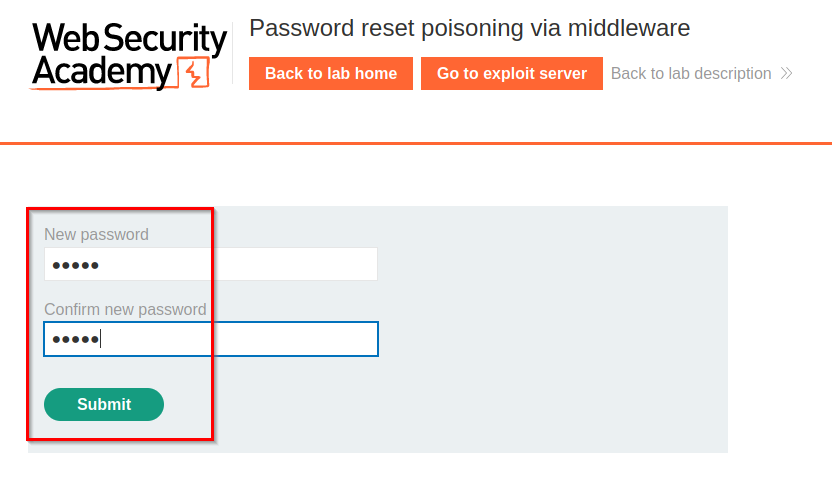 Web Security
Academy
Password reset poisoning via middleware
Back to lab home
Go to exploit server
Back to lab description
New password
•••••
Confirm new password
•••••
Submit